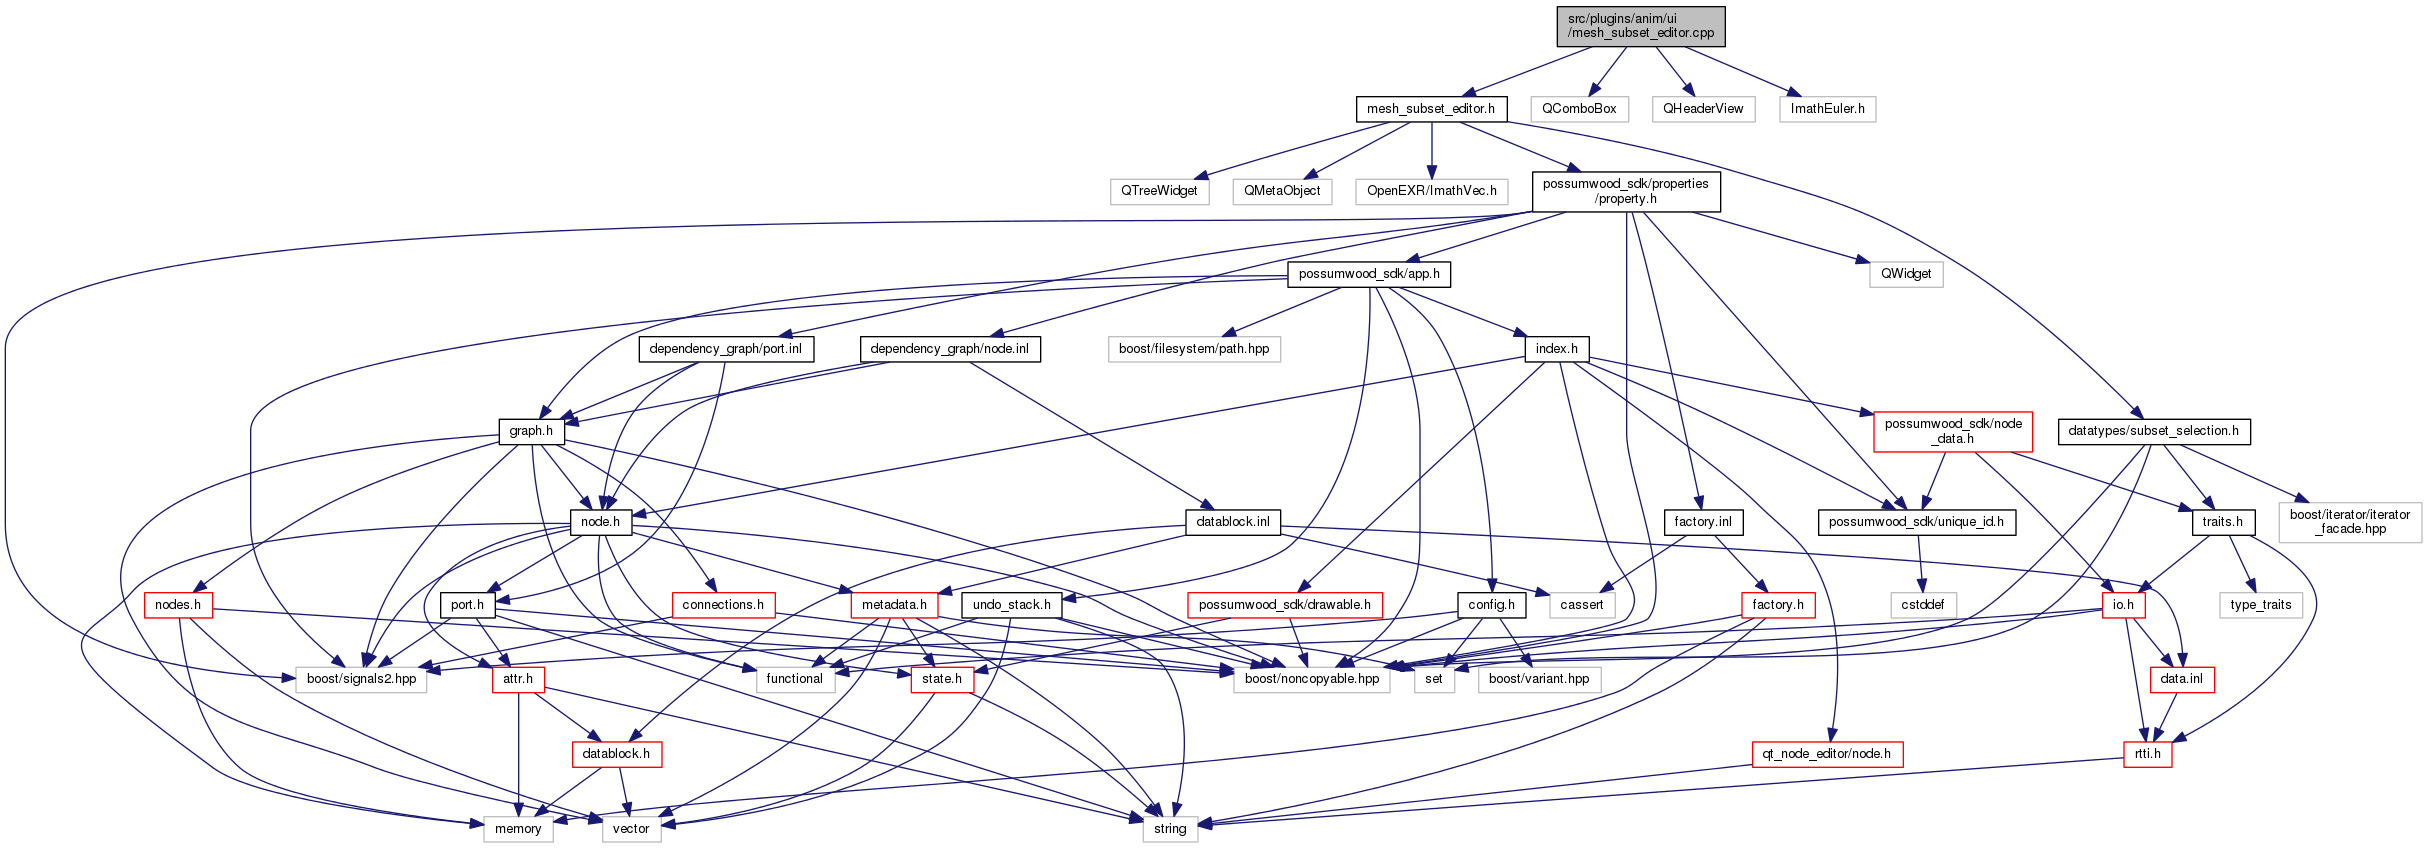 src/plugins/anim/ui
/mesh_subset_editor.cpp
mesh_subset_editor.h
QComboBox
QHeaderView
ImathEuler.h
QTreeWidget
QMetaObject
OpenEXR/ImathVec.h
possumwood_sdk/properties
/property.h
possumwood_sdk/app.h
QWidget
dependency_graph/port.inl
dependency_graph/node.inl
boost/filesystem/path.hpp
index.h
graph.h
possumwood_sdk/node
_data.h
datatypes/subset_selection.h
node.h
datablock.inl
factory.inl
possumwood_sdk/unique_id.h
traits.h
boost/iterator/iterator
_facade.hpp
nodes.h
port.h
connections.h
metadata.h
undo_stack.h
possumwood_sdk/drawable.h
config.h
cassert
factory.h
cstddef
io.h
type_traits
boost/signals2.hpp
attr.h
functional
state.h
boost/noncopyable.hpp
set
boost/variant.hpp
data.inl
datablock.h
qt_node_editor/node.h
rtti.h
memory
vector
string